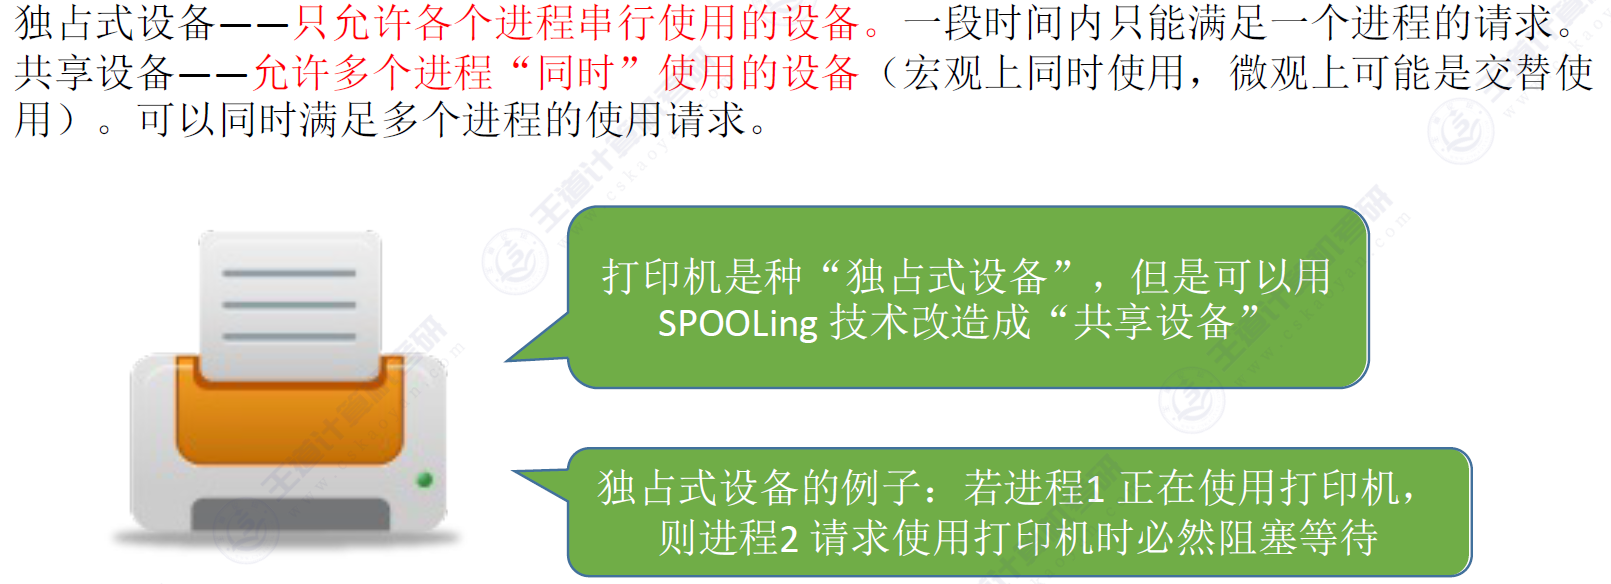 独占式设备——只允许各个进程串行使用的设备。一段时间内只能满足一个进程的请求。
共享设备——允许多个进程“同时”使用的设备（宏观上同时使用，微观上可能是交替使
用）。可以同时满足多个进程的使用请求。
打印机是种“独占式设备”，但是可以用
SPOOLing 技术改造成“共享设备”
独占式设备的例子：若进程1 正在使用打印机，
则进程2 请求使用打印机时必然阻塞等待
王道计算机考研